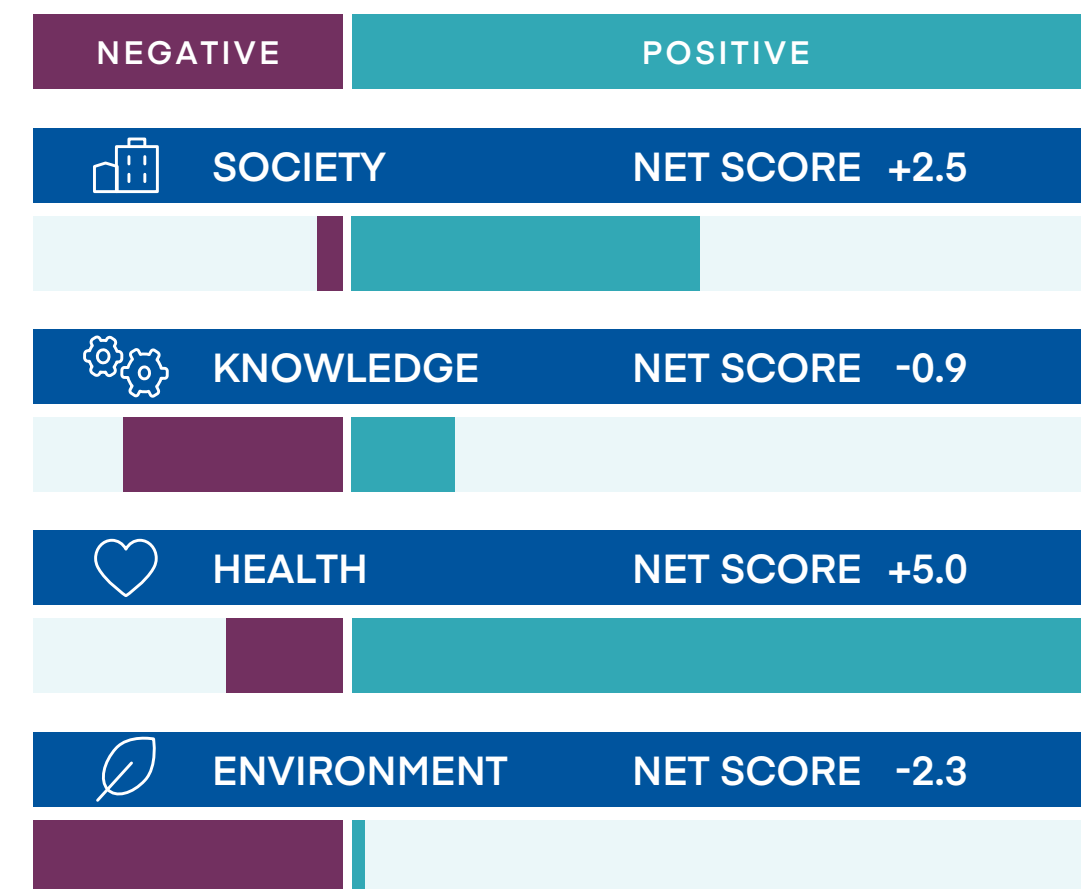 NEGATIVE POSITIVE
SOCIETY NET SCORE +2.5
KNOWLEDGE NET SCORE -0.9
HEALTH NET SCORE +5.0
ENVIRONMENT NET SCORE -2.3